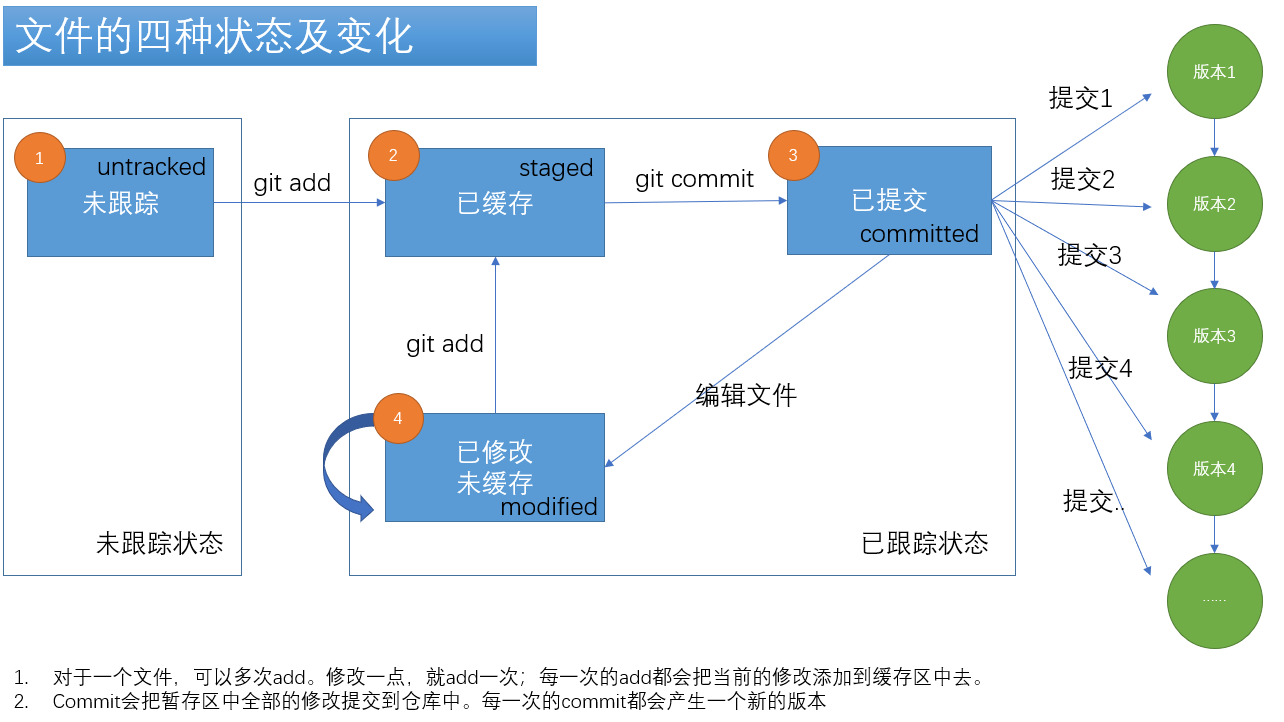 文件的四种状态及变化
1
untracked
未跟踪
git add
2
staged
已缓存
git commit
3
已提交
committed
git add
编辑文件
4
已修改
未缓存
modified
未跟踪状态
已跟踪状态
提交1
提交2
提交3
提交4
提交..
版本1
版本2
版本3
版本4
......
1. 对于一个文件，可以多次add。修改一点，就add一次；每一次的add都会把当前的修改添加到缓存区中去。
2. Commit会把暂存区中全部的修改提交到仓库中。每一次的commit都会产生一个新的版本